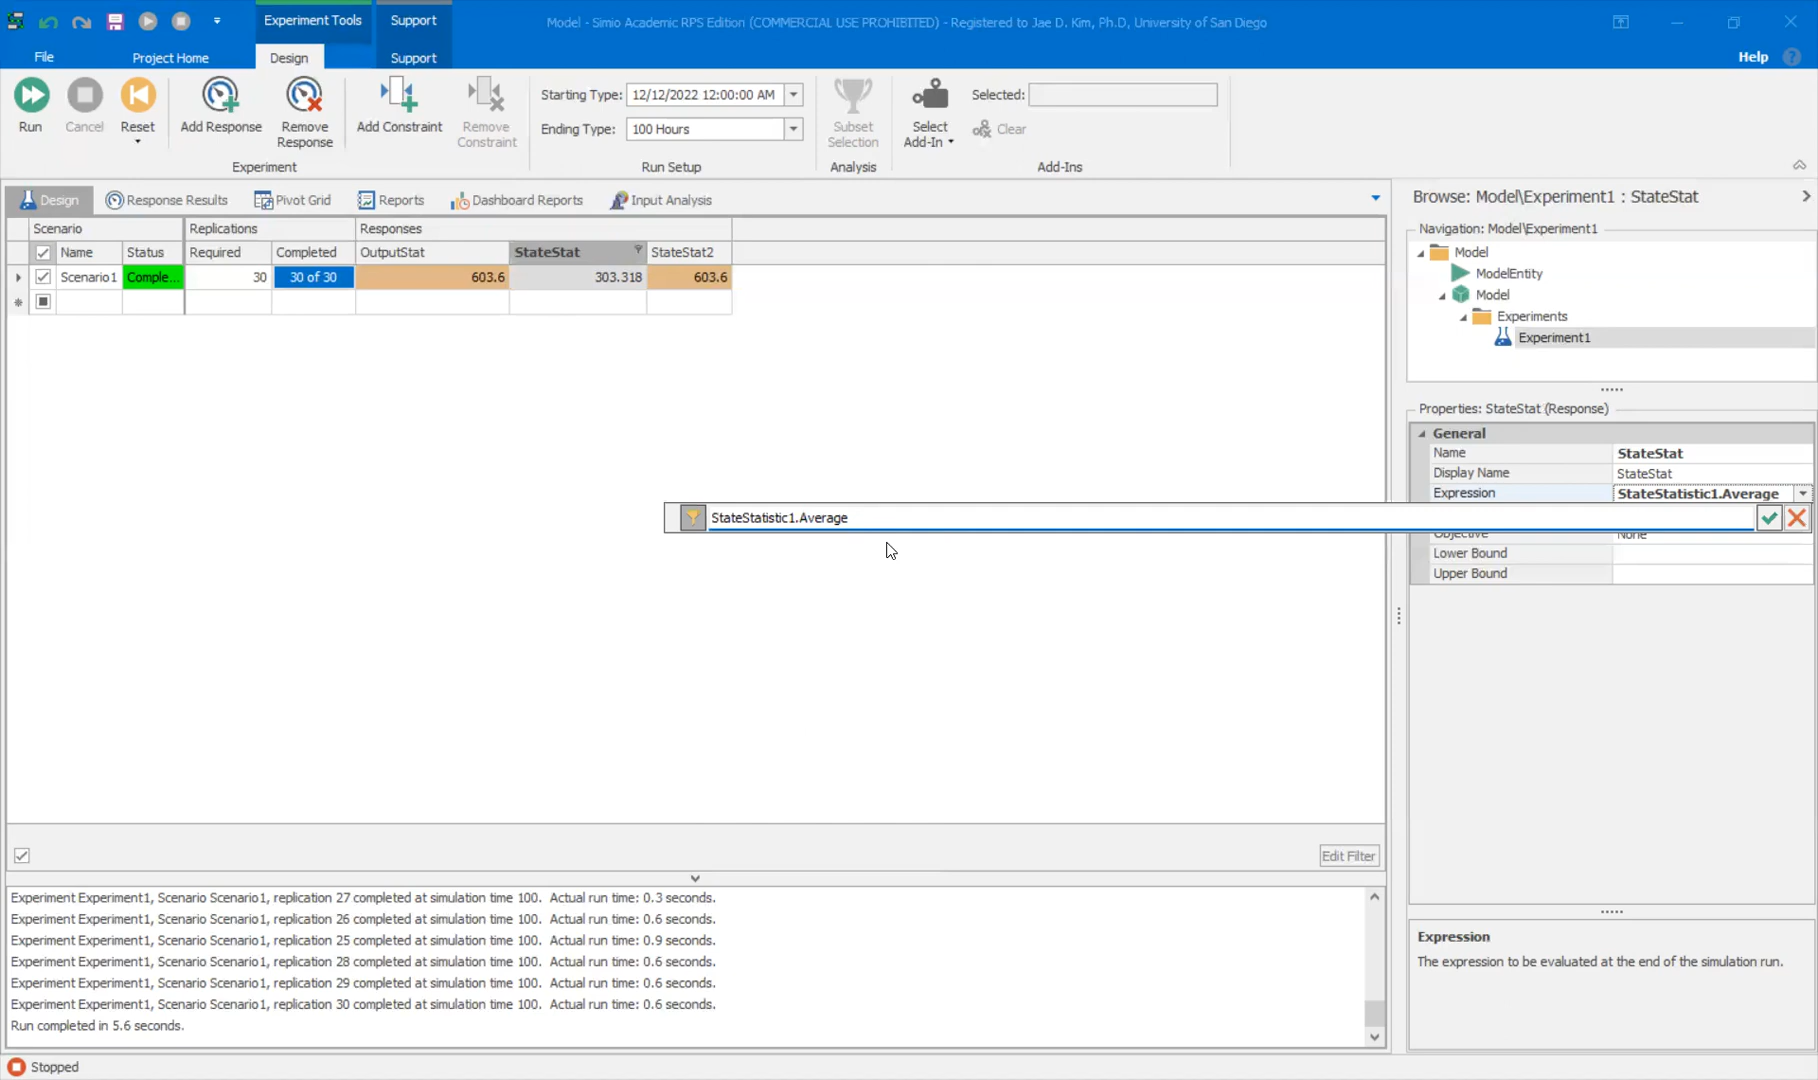 Experiment Tools Support Model - Simio Academic RPS Edition (COMMERCIAL USE PROHIBITED) - Registered to Jae D. Kim, Ph.D, University of San Diego
File Project Home Design Support Help
Run Cancel Reset Add Response Remove Response Add Constraint Remove Constraint
Starting Type: 12/12/2022 12:00:00 AM
Ending Type: 100 Hours
Subset Selection Select Add-In Selected:
Clear
Experiment Run Setup Analysis Add-Ins
Design Response Results Pivot Grid Reports Dashboard Reports Input Analysis
Scenario Replications Responses
Name Status Required Completed OutputStat StateStat StateStat2
Scenario1 Comple... 30 30 of 30 603.6 303.318 603.6
Browse: Model\Experiment1 : StateStat
Navigation: Model\Experiment1
Model
ModelEntity
Model
Experiments
Experiment1
Properties: StateStat (Response)
General
Name StateStat
Display Name StateStat
Expression StateStatistic1.Average
StateStatistic1.Average
Objective None
Lower Bound
Upper Bound
Edit Filter
Experiment Experiment1, Scenario Scenario1, replication 27 completed at simulation time 100. Actual run time: 0.3 seconds.
Experiment Experiment1, Scenario Scenario1, replication 26 completed at simulation time 100. Actual run time: 0.6 seconds.
Experiment Experiment1, Scenario Scenario1, replication 25 completed at simulation time 100. Actual run time: 0.9 seconds.
Experiment Experiment1, Scenario Scenario1, replication 28 completed at simulation time 100. Actual run time: 0.6 seconds.
Experiment Experiment1, Scenario Scenario1, replication 29 completed at simulation time 100. Actual run time: 0.6 seconds.
Experiment Experiment1, Scenario Scenario1, replication 30 completed at simulation time 100. Actual run time: 0.6 seconds.
Run completed in 5.6 seconds.
Expression
The expression to be evaluated at the end of the simulation run.
Stopped